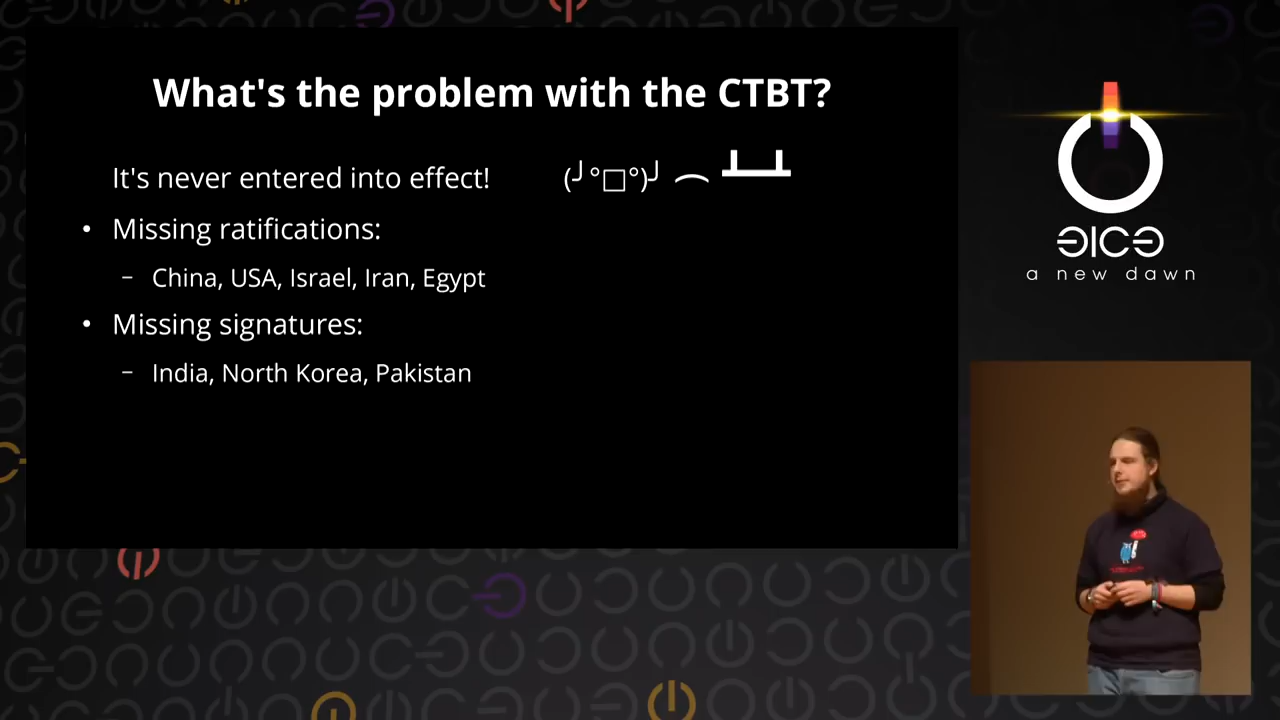 What's the problem with the CTBT?
It's never entered into effect! (╯°□°)╯ ︵ ┻━┻
• Missing ratifications:
– China, USA, Israel, Iran, Egypt
• Missing signatures:
– India, North Korea, Pakistan
a new dawn